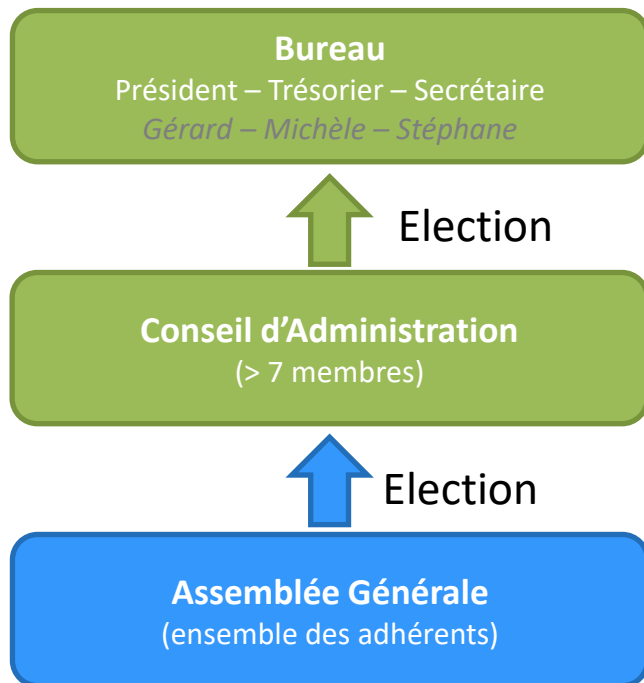 Bureau
Président – Trésorier – Secrétaire
Gérard – Michèle – Stéphane
Election
Conseil d’Administration
(> 7 membres)
Election
Assemblée Générale
(ensemble des adhérents)